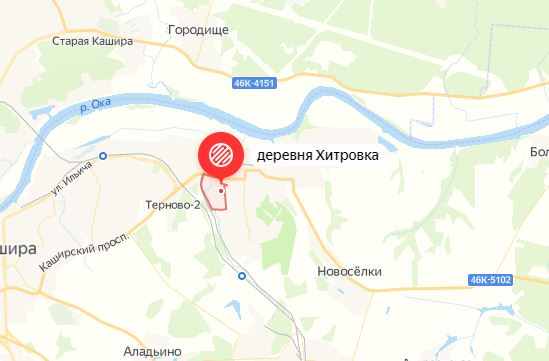 Городище
Старая Кашира
46К-4151
р. Ока
деревня Хитровка
Бол
ул. Ильича
Терново-2
Каширский просп.
шира
Новосёлки
46К-5102
Аладьино